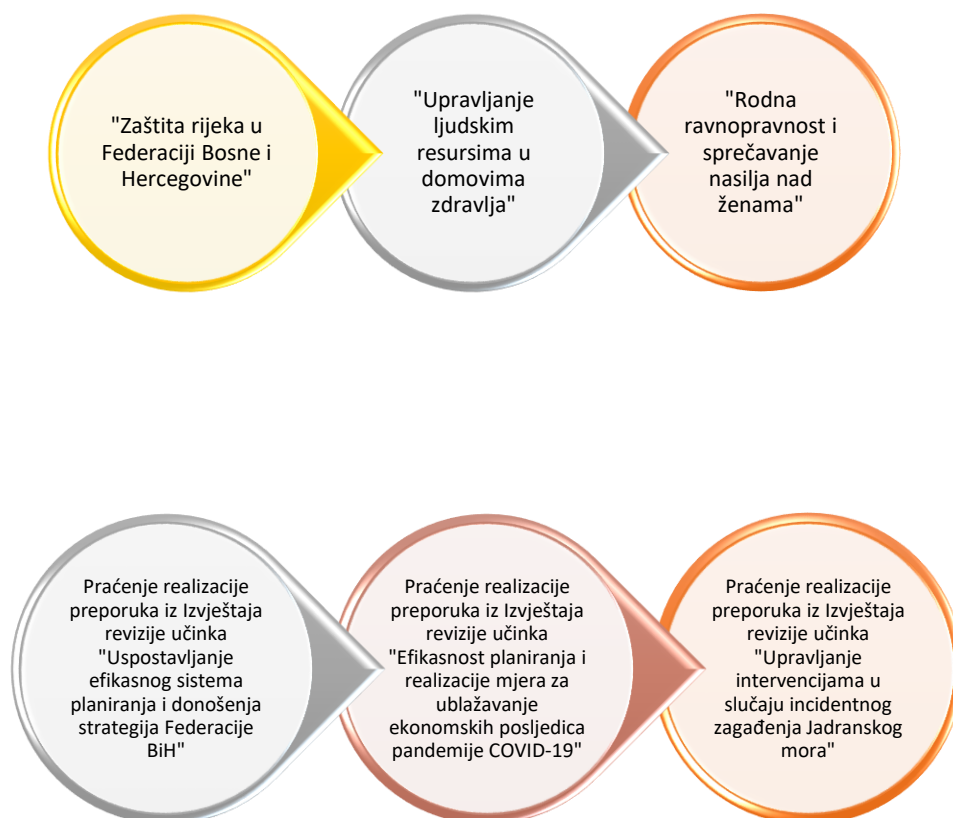 "Zaštita rijeka u
Federaciji Bosne i
Hercegovine"
"Upravljanje
ljudskim
resursima u
domovima
zdravlja"
"Rodna
ravnopravnost i
sprečavanje
nasilja nad
ženama"
Praćenje realizacije
preporuka iz Izvještaja
revizije učinka
"Uspostavljanje
efikasnog sistema
planiranja i donošenja
strategija Federacije
BiH"
Praćenje realizacije
preporuka iz Izvještaja
revizije učinka
"Efikasnost planiranja i
realizacije mjera za
ublažavanje
ekonomskih posljedica
pandemije COVID-19"
Praćenje realizacije
preporuka iz Izvještaja
revizije učinka
"Upravljanje
intervencijama u
slučaju incidentnog
zagađenja Jadranskog
mora"